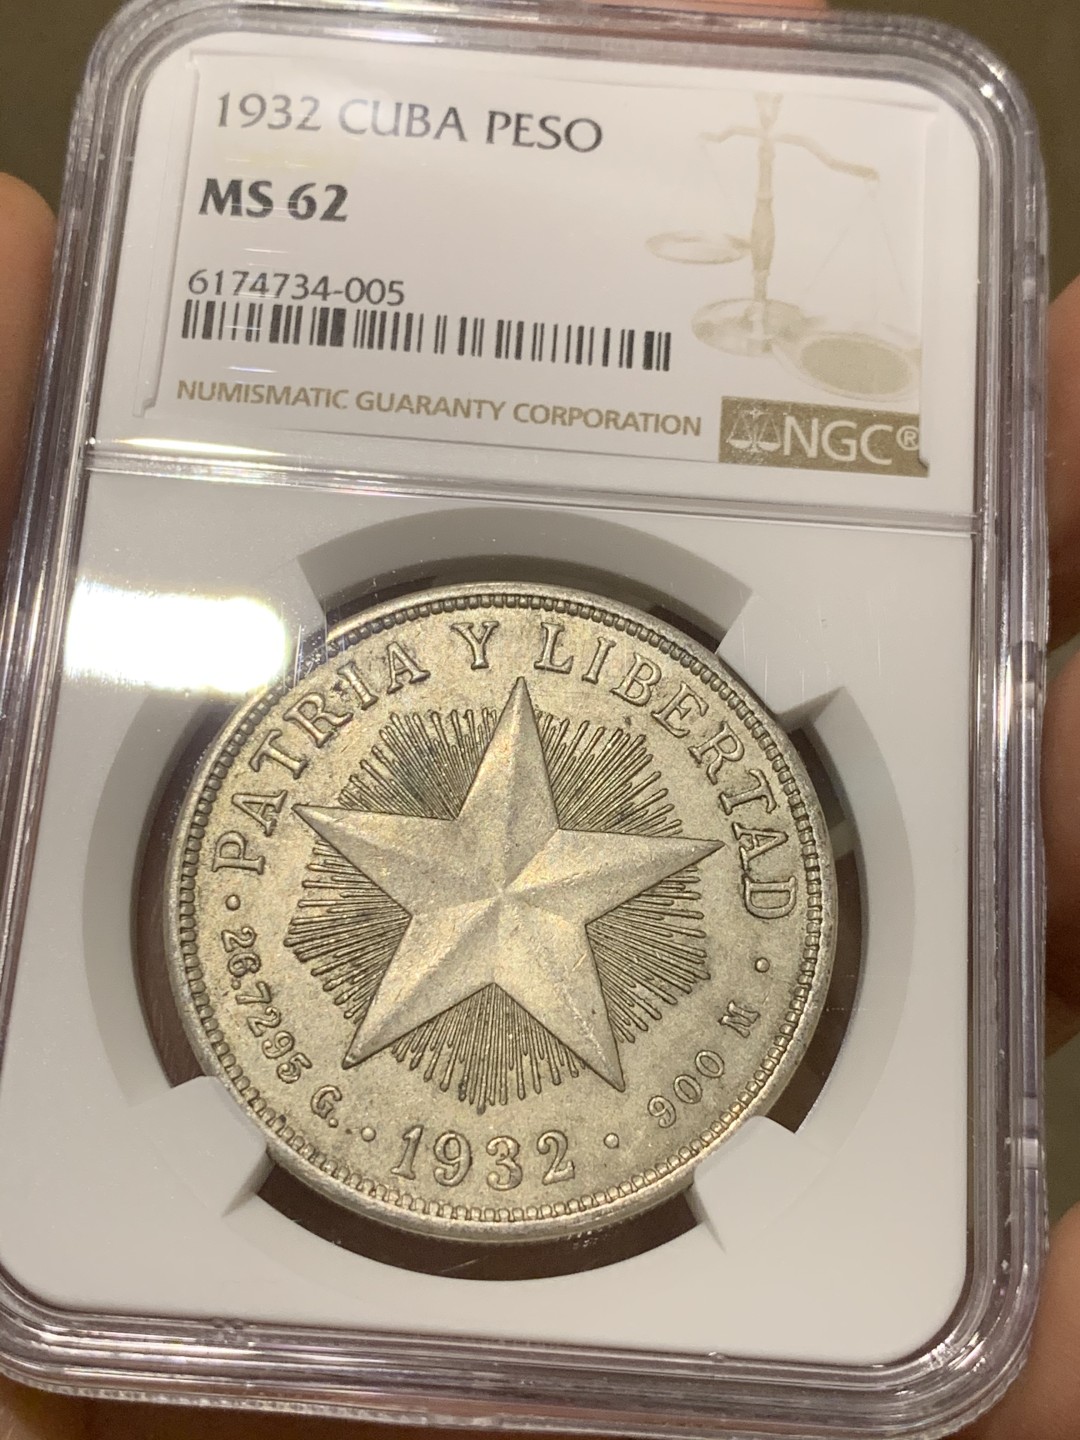 1932 CUBA PESO
MS 62
6174734-005
NUMISMATIC GUARANTY CORPORATION
NGC®
· PATRIA Y LIBERTAD ·
26.7295 G. · 1932 · 900 M